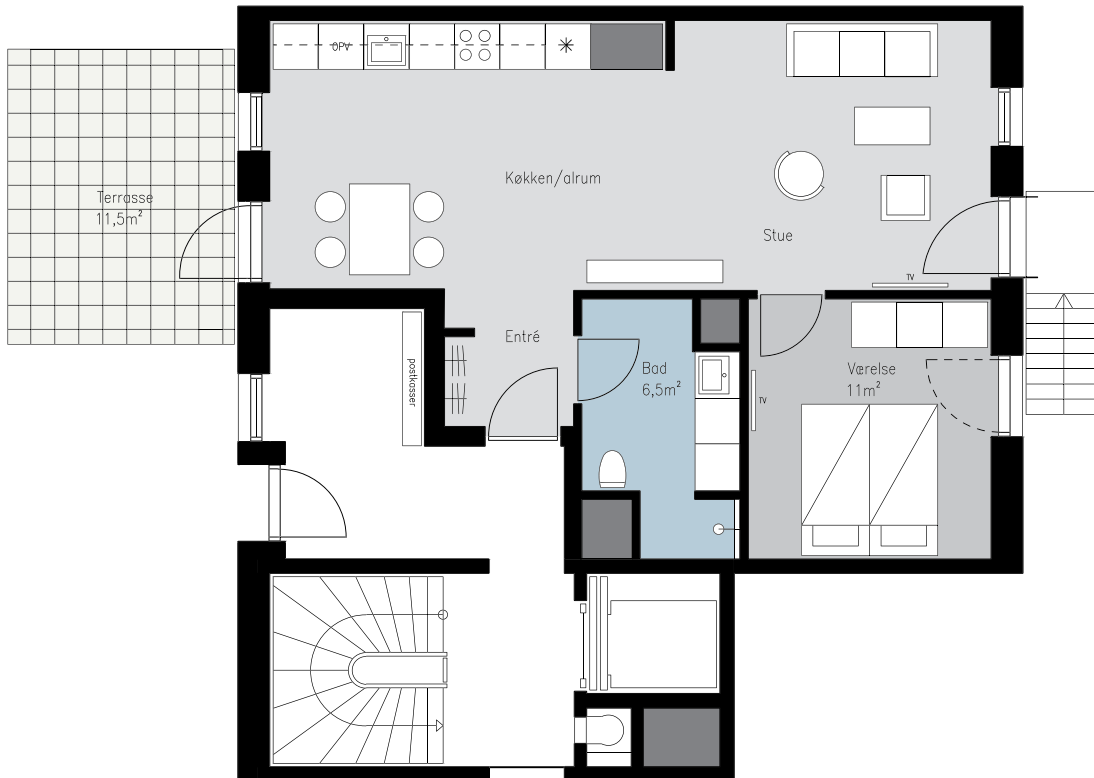 OPV
Køkken/alrum
Terrasse
11,5m²
Stue
TV
Entré
postkasser
Bad
6,5m²
TV
Værelse
11m²